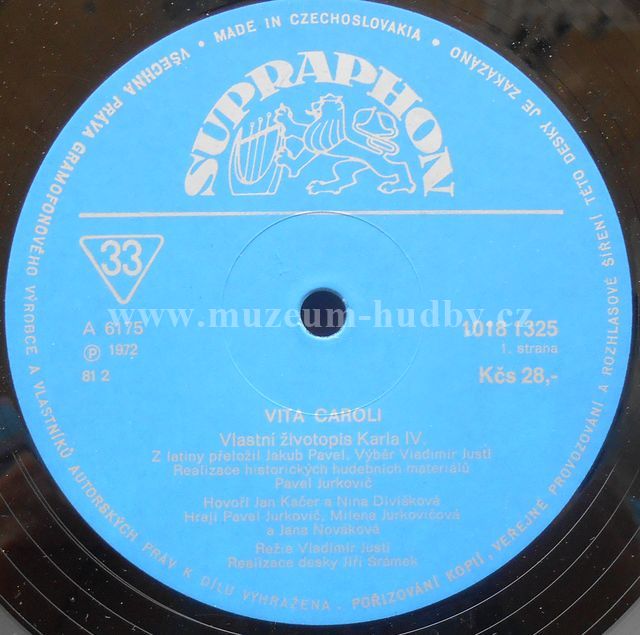 VŠECHNA PRÁVA GRAMOFONOVÉHO VÝROBCE A VLASTNÍKŮ AUTORSKÝCH PRÁV K DÍLU VYHRAŽENA · POŘIZOVÁNÍ KOPIÍ · VEŘEJNÉ PROVOZOVÁNÍ A ROZHLASOVÉ ŠÍŘENÍ TÉTO DESKY JE ZAKÁZÁNO
• MADE IN CZECHOSLOVAKIA •
SUPRAPHON
33
www.muzeum-hudby.cz
A 6175
1018 1325
Ⓟ 1972
1. strana
81 2
Kčs 28,-
VITA CAROLI
Vlastní životopis Karla IV.
Z latiny přeložil Jakub Pavel. Výběr Vladimír Justl
Realizace historických hudebních materiálů
Pavel Jurkovič
Hovoří Jan Kačer a Nina Divíšková
Hrají Pavel Jurkovič, Milena Jurkovičová
a Jana Nováková
Režie Vladimír Justl
Realizace desky Jiří Šrámek